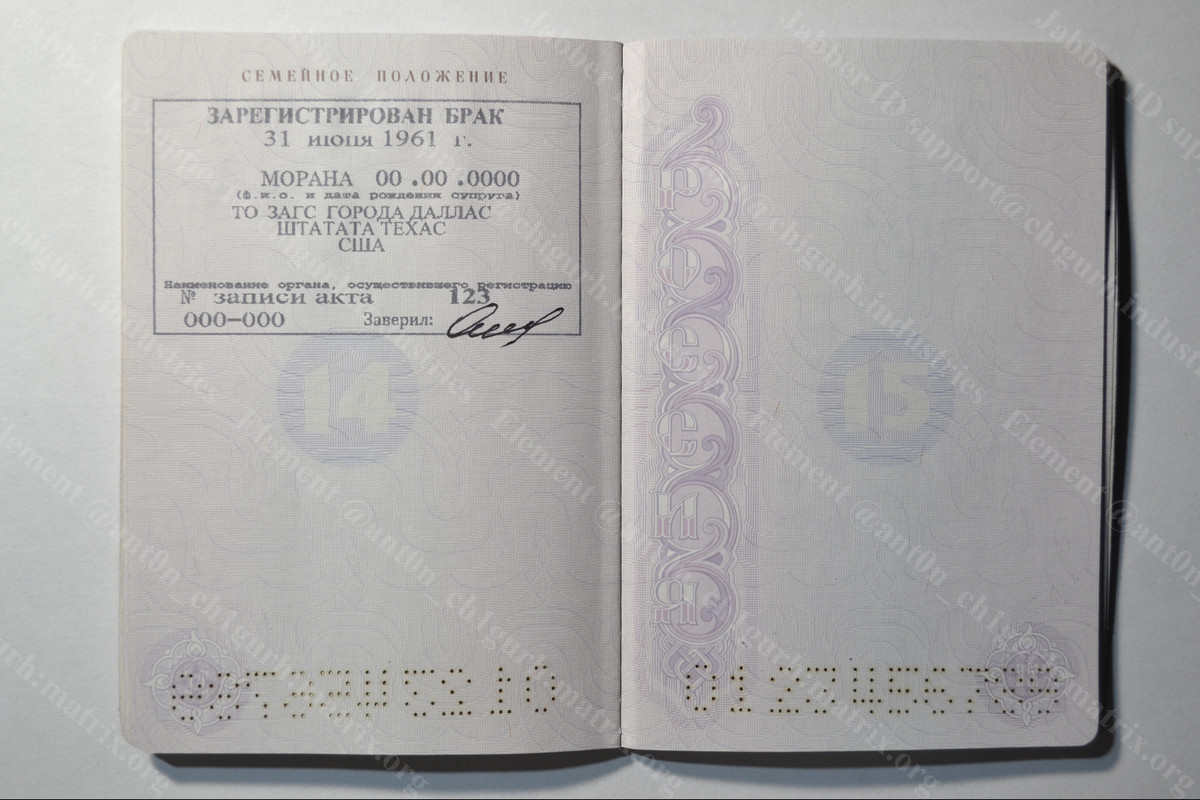 СЕМЕЙНОЕ ПОЛОЖЕНИЕ
ЗАРЕГИСТРИРОВАН БРАК
31 июня 1961 г.
МОРАНА 00 .00 .0000
(ф.и.о. и дата рождения супруга)
ТО ЗАГС ГОРОДА ДАЛЛАС
ШТАТАТА ТЕХАС
США
Наименование органа, осуществившего регистрацию
№ записи акта 123
000-000 Заверил:
14
15
0123456789
Jabber ID support@ch1gurh.industries
Element @ant0n_ch1gurh:matrix.org